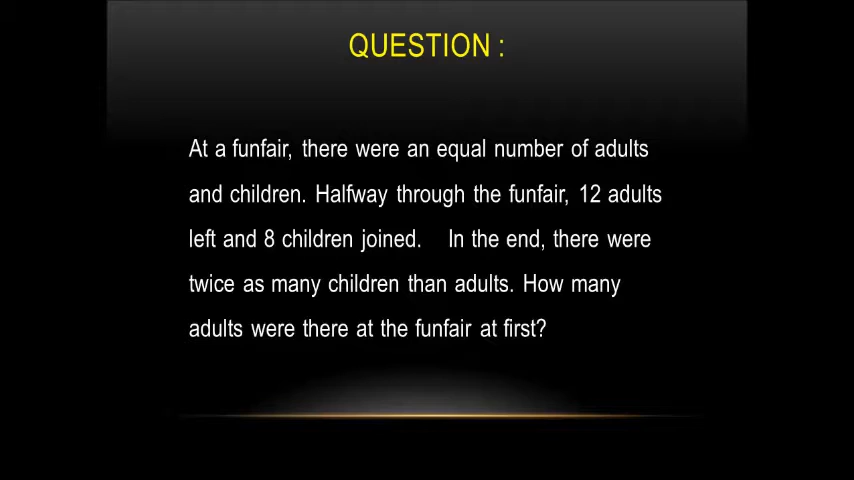 QUESTION :
At a funfair, there were an equal number of adults
and children. Halfway through the funfair, 12 adults
left and 8 children joined. In the end, there were
twice as many children than adults. How many
adults were there at the funfair at first?